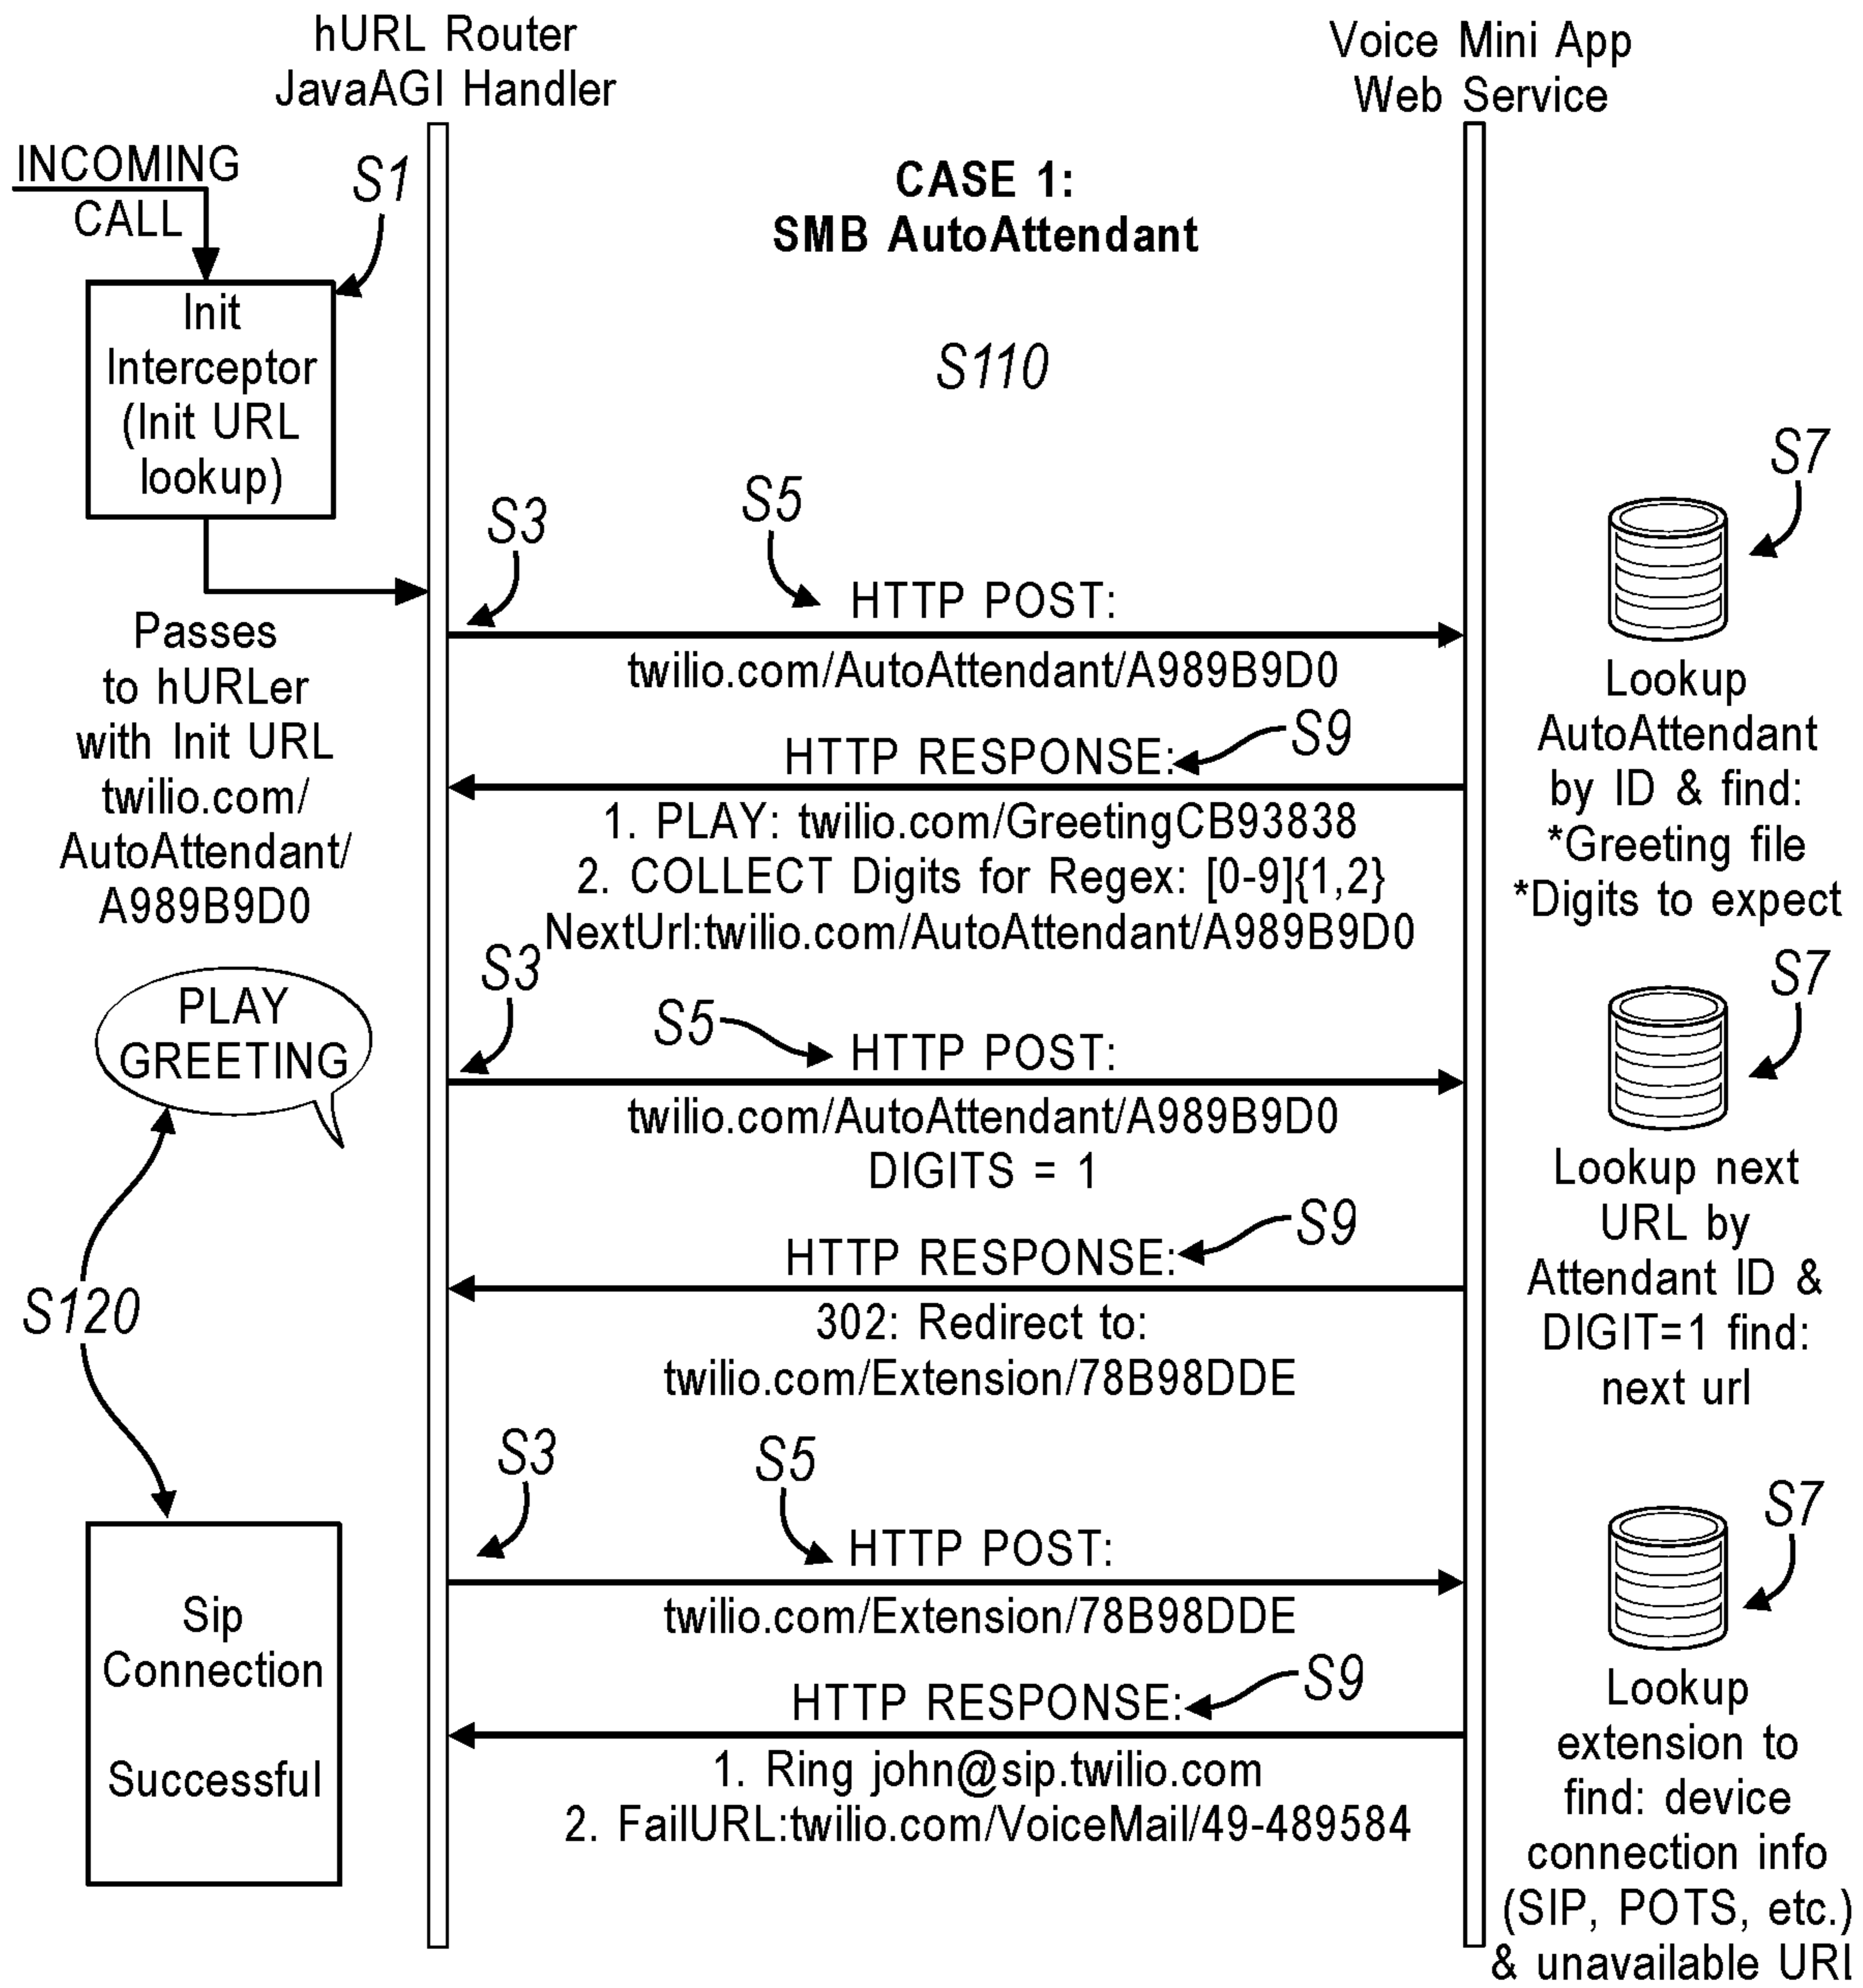 hURL Router
JavaAGI Handler
Voice Mini App
Web Service
INCOMING
CALL
S1
CASE 1:
SMB AutoAttendant
S110
Init
Interceptor
(Init URL
lookup)
S3
S5
HTTP POST:
twilio.com/AutoAttendant/A989B9D0
S7
Lookup
AutoAttendant
by ID & find:
*Greeting file
*Digits to expect
Passes
to hURLer
with Init URL
twilio.com/
AutoAttendant/
A989B9D0
S9
HTTP RESPONSE:
1. PLAY: twilio.com/GreetingCB93838
2. COLLECT Digits for Regex: [0-9]{1,2}
NextUrl:twilio.com/AutoAttendant/A989B9D0
PLAY
GREETING
S3
S5
HTTP POST:
twilio.com/AutoAttendant/A989B9D0
DIGITS = 1
S7
Lookup next
URL by
Attendant ID &
DIGIT=1 find:
next url
S9
HTTP RESPONSE:
302: Redirect to:
twilio.com/Extension/78B98DDE
S120
S3
S5
HTTP POST:
twilio.com/Extension/78B98DDE
S7
Lookup
extension to
find: device
connection info
(SIP, POTS, etc.)
& unavailable URl
Sip
Connection
Successful
S9
HTTP RESPONSE:
1. Ring john@sip.twilio.com
2. FailURL:twilio.com/VoiceMail/49-489584